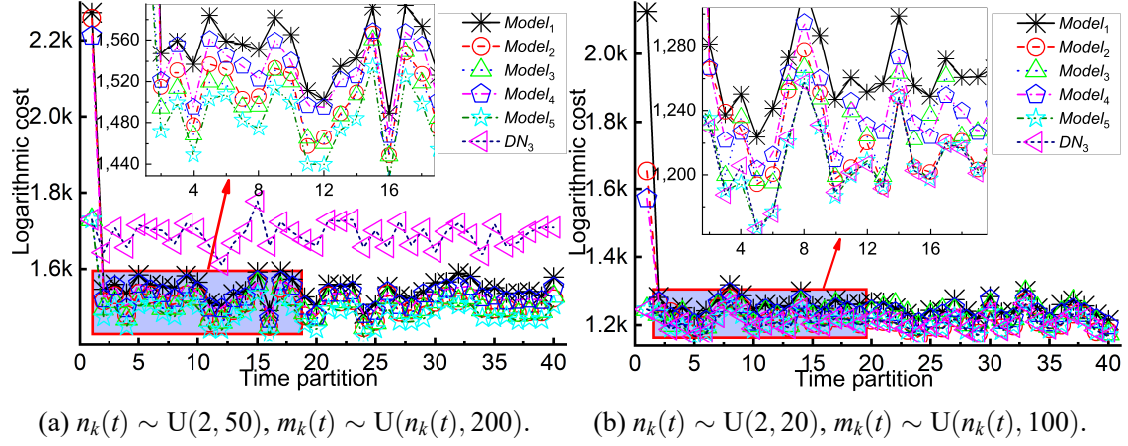 2.2k
2.0k
1.8k
1.6k
Logarithmic cost
1,560
1,520
1,480
1,440
4 8 12 16
Model1
Model2
Model3
Model4
Model5
DN3
0 5 10 15 20 25 30 35 40
Time partition
(a) nk(t) ∼ U(2, 50), mk(t) ∼ U(nk(t), 200).
2.0k
1.8k
1.6k
1.4k
1.2k
Logarithmic cost
1,280
1,240
1,200
4 8 12 16
Model1
Model2
Model3
Model4
Model5
DN3
0 5 10 15 20 25 30 35 40
Time partition
(b) nk(t) ∼ U(2, 20), mk(t) ∼ U(nk(t), 100).